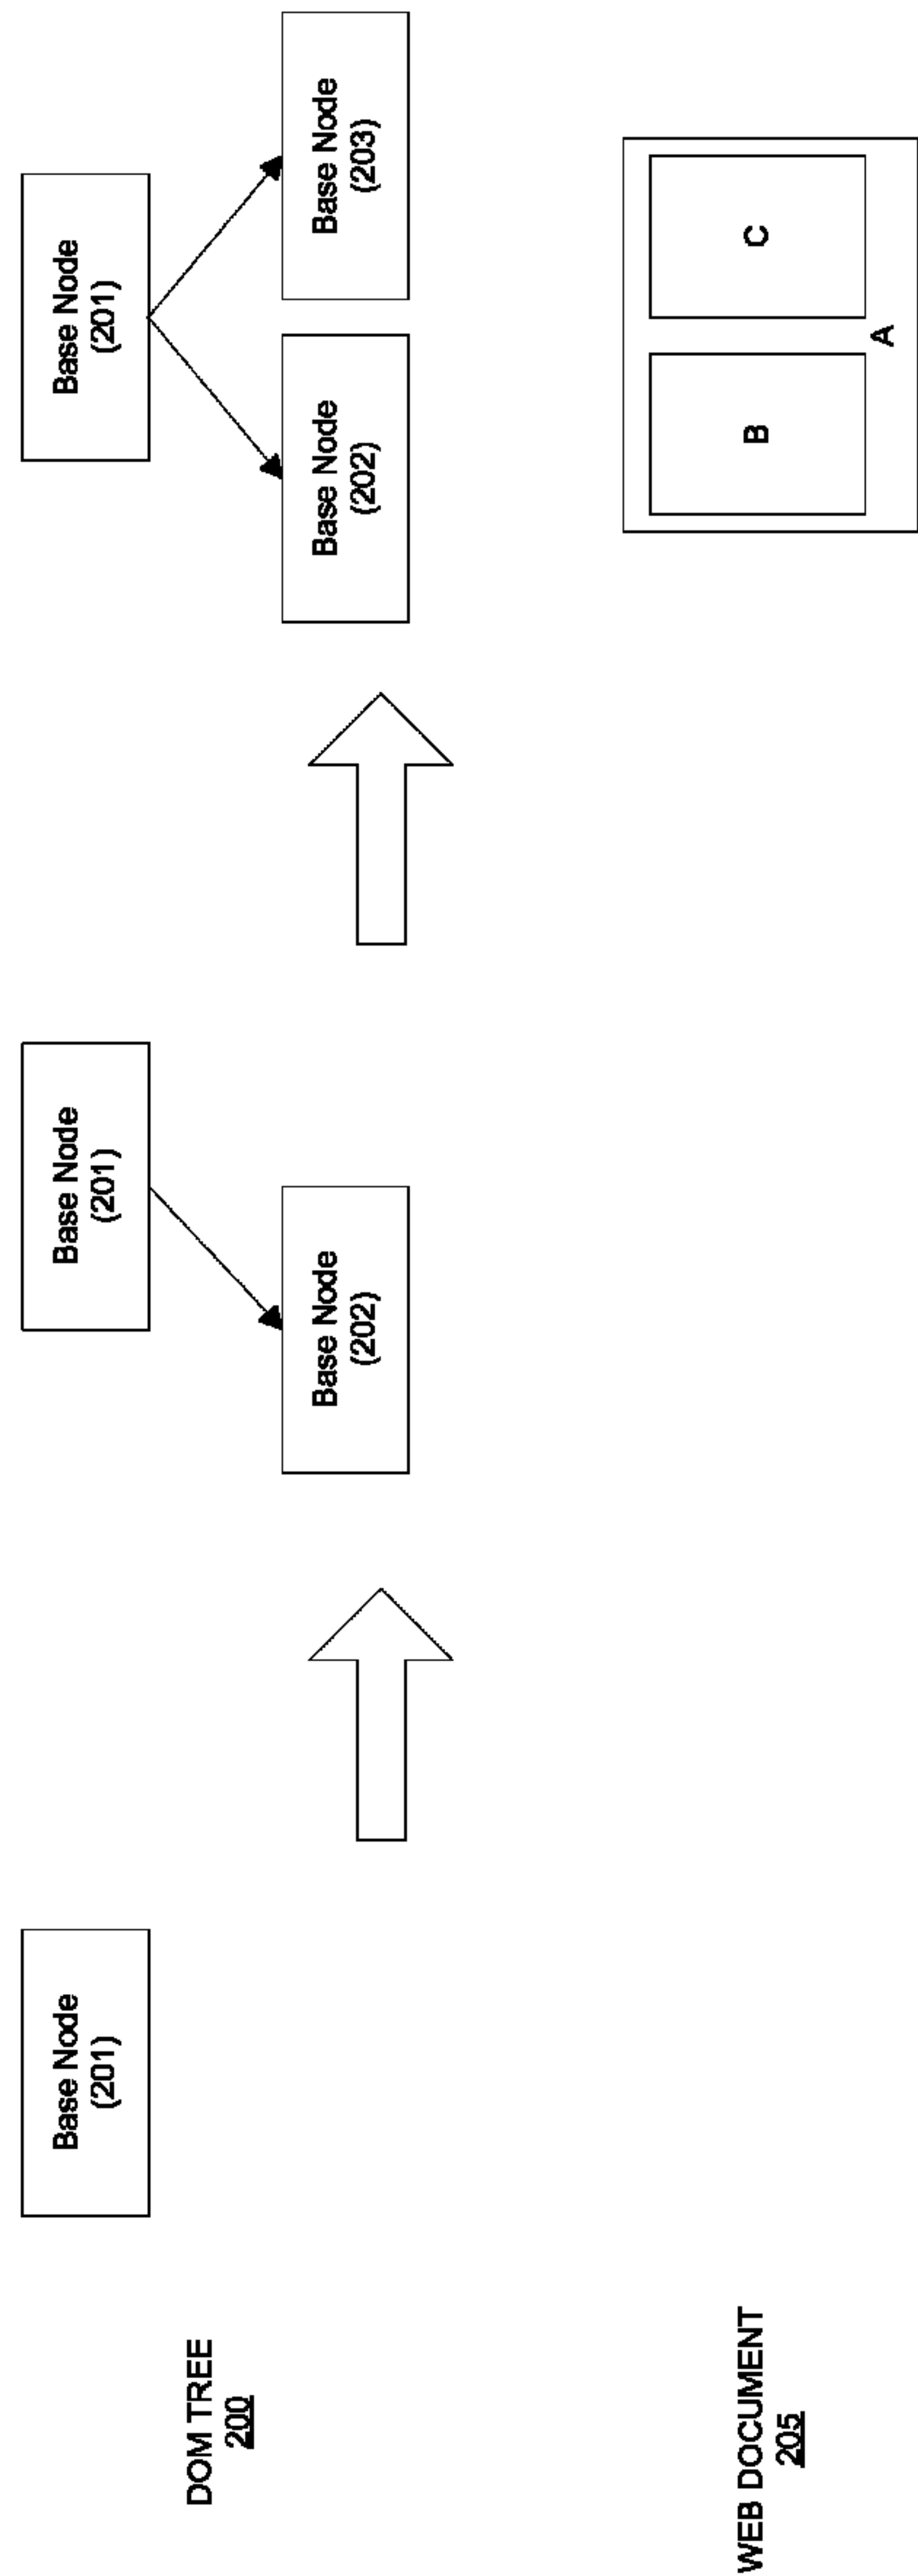 DOM TREE
200
Base Node
(201)
Base Node
(201)
Base Node
(202)
Base Node
(201)
Base Node
(202)
Base Node
(203)
WEB DOCUMENT
205
B
C
A